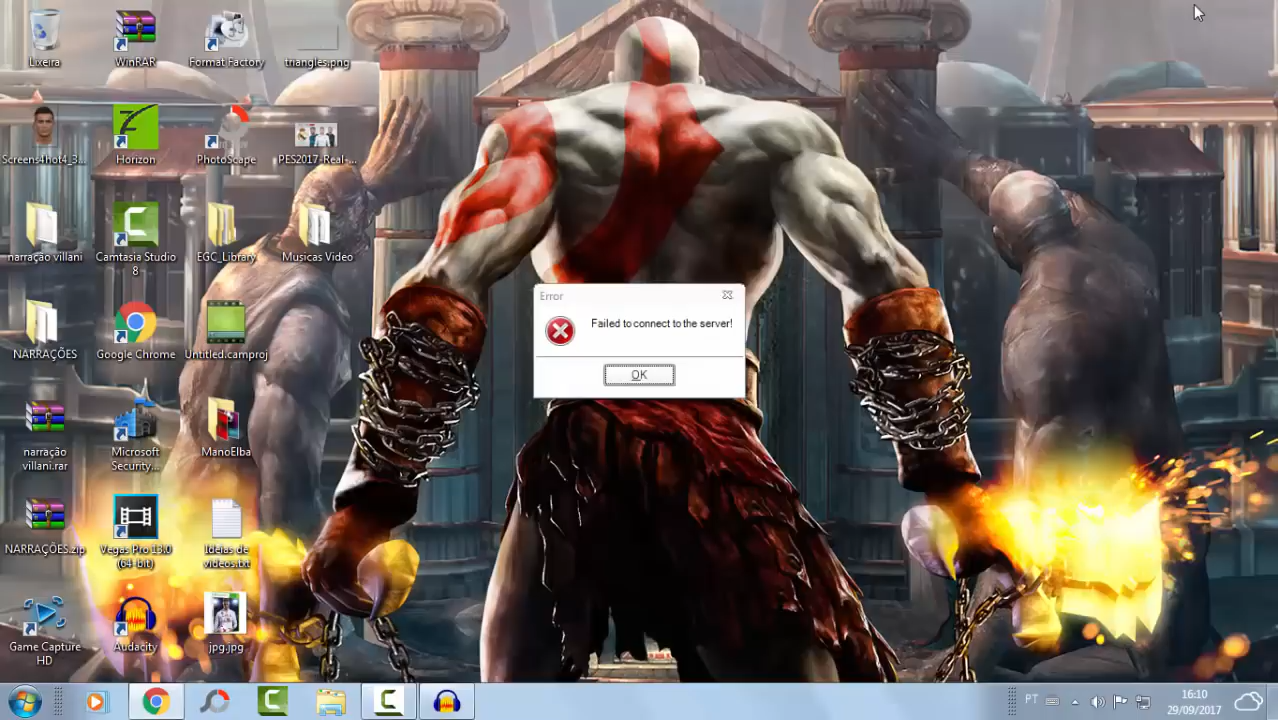 Lixeira
WinRAR
Format Factory
triangles.png
Screens4hot4_3...
Horizon
PhotoScape
PES2017-Real-...
narração villani
Camtasia Studio
8
EGC_Library
Musicas Video
NARRAÇÕES
Google Chrome
Untitled.camproj
Error
Failed to connect to the server!
OK
narração
villani.rar
Microsoft
Security...
ManoElba
NARRAÇÕES.zip
Vegas Pro 13.0
(64-bit)
Ideias de
videos.txt
Game Capture
HD
Audacity
jpg.jpg
PT
16:10
29/09/2017